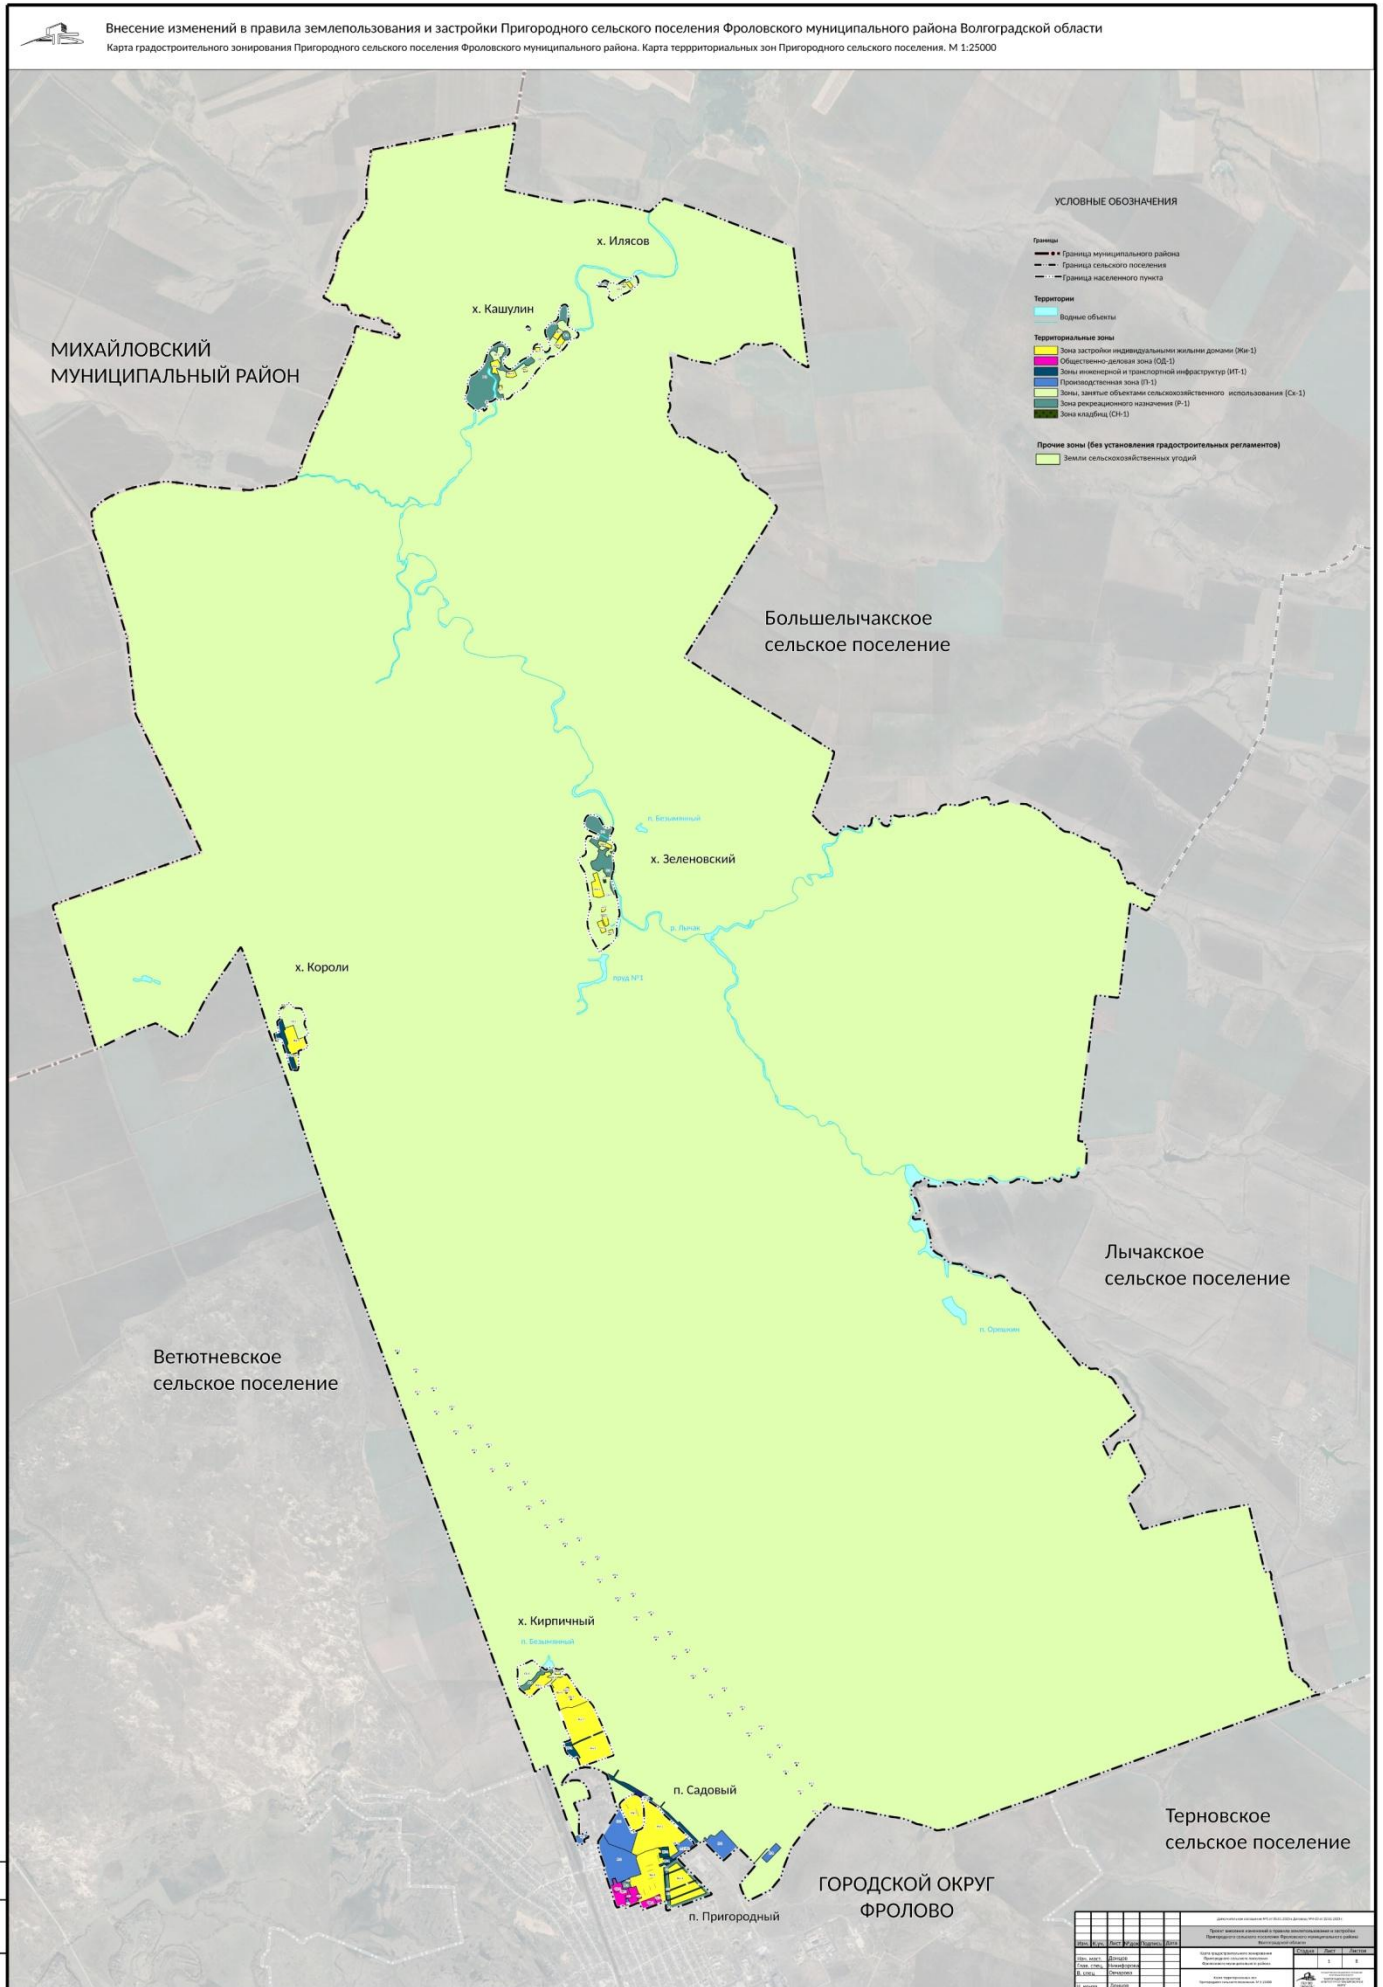 Внесение изменений в правила землепользования и застройки Пригородного сельского поселения Фроловского муниципального района Волгоградской области
Карта градостроительного зонирования Пригородного сельского поселения Фроловского муниципального района. Карта террриториальных зон Пригородного сельского поселения. М 1:25000
УСЛОВНЫЕ ОБОЗНАЧЕНИЯ
Границы
Граница муниципального района
Граница сельского поселения
Граница населенного пункта
Территории
Водные объекты
Территориальные зоны
Зона застройки индивидуальными жилыми домами (Жи-1)
Общественно-деловая зона (ОД-1)
Зоны инженерной и транспортной инфраструктур (ИТ-1)
Производственная зона (П-1)
Зоны, занятые объектами сельскохозяйственного использования (Сх-1)
Зона рекреационного назначения (Р-1)
Зона кладбищ (СН-1)
Прочие зоны (без установления градостроительных регламентов)
Земли сельскохозяйственных угодий
х. Илясов
х. Кашулин
МИХАЙЛОВСКИЙ
МУНИЦИПАЛЬНЫЙ РАЙОН
Большелычакское
сельское поселение
п. Безымянный
х. Зеленовский
р. Лычак
х. Короли
пруд №1
Лычакское
сельское поселение
п. Орешкин
Ветютневское
сельское поселение
х. Кирпичный
п. Безымянный
п. Садовый
Терновское
сельское поселение
ГОРОДСКОЙ ОКРУГ
ФРОЛОВО
п. Пригородный
Стадия Лист Листов